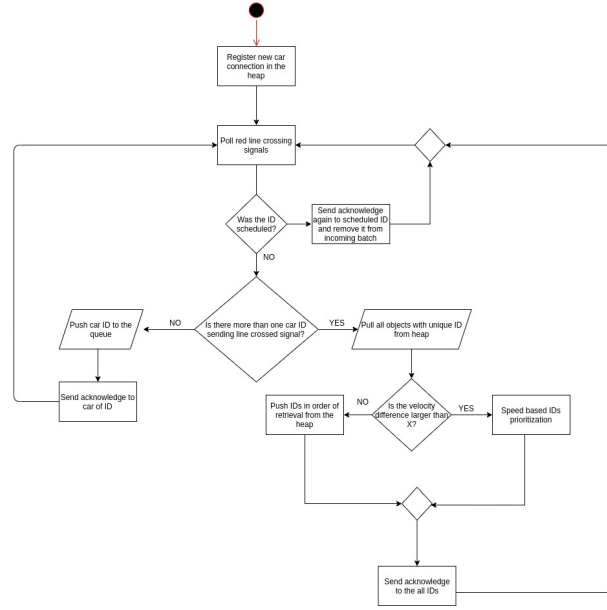 Register new car
connection in the
heap
Poll red line crossing
signals
Was the ID
scheduled?
Send acknowledge
again to scheduled ID
and remove it from
incoming batch
NO
Push car ID to the
queue
NO
Is there more than one car ID
sending line crossed signal?
YES
Pull all objects with unique ID
from heap
Send acknowledge to
car of ID
Push IDs in order of
retrieval from the
heap
NO
Is the velocity
difference larger than
X?
YES
Speed based IDs
prioritization
Send acknowledge
to the all IDs